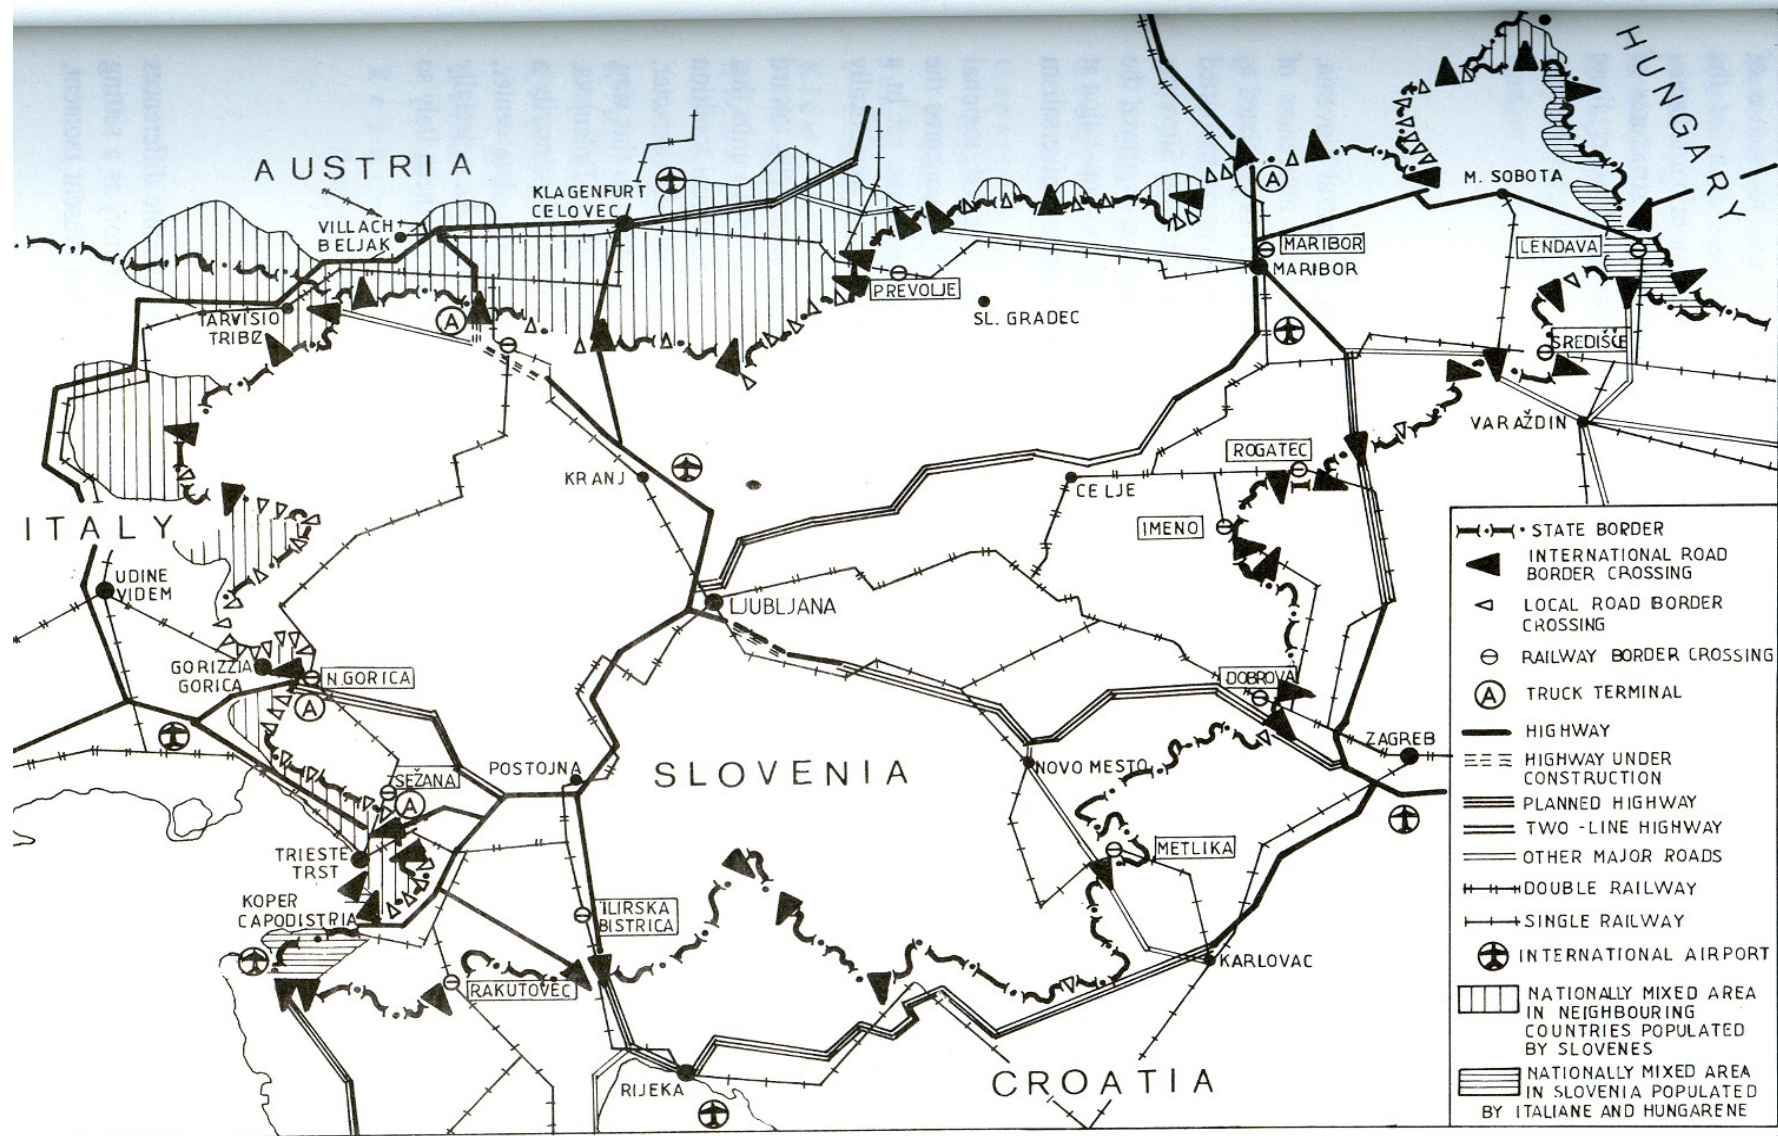 HUNGARY
AUSTRIA
KLAGENFURT
CELOVEC
VILLACH
BELJAK
M. SOBOTA
MARIBOR
MARIBOR
LENDAVA
TARVISIO
TRBIZ
PREVOLJE
SL. GRADEC
SREDIŠČE
VARAŽDIN
ROGATEC
KRANJ
CELJE
ITALY
IMENO
UDINE
VIDEM
LJUBLJANA
GORIZZIA
GORICA
N.GORICA
DOBROVA
ZAGREB
SEŽANA
POSTOJNA
SLOVENIA
NOVO MESTO
TRIESTE
TRST
METLIKA
KOPER
CAPODISTRIA
ILIRSKA
BISTRICA
RAKUTOVEC
KARLOVAC
RIJEKA
CROATIA
A
A
A
A
STATE BORDER
INTERNATIONAL ROAD
BORDER CROSSING
LOCAL ROAD BORDER
CROSSING
RAILWAY BORDER CROSSING
A TRUCK TERMINAL
HIGHWAY
HIGHWAY UNDER
CONSTRUCTION
PLANNED HIGHWAY
TWO -LINE HIGHWAY
OTHER MAJOR ROADS
DOUBLE RAILWAY
SINGLE RAILWAY
INTERNATIONAL AIRPORT
NATIONALLY MIXED AREA
IN NEIGHBOURING
COUNTRIES POPULATED
BY SLOVENES
NATIONALLY MIXED AREA
IN SLOVENIA POPULATED
BY ITALIANE AND HUNGARENE